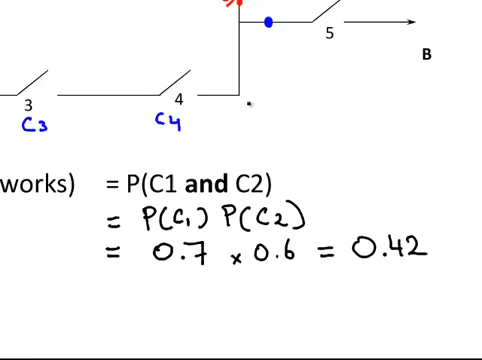 5
B
3
4
C3
C4
works) = P(C1 and C2)
= P(C1) P(C2)
= 0.7 × 0.6 = 0.42